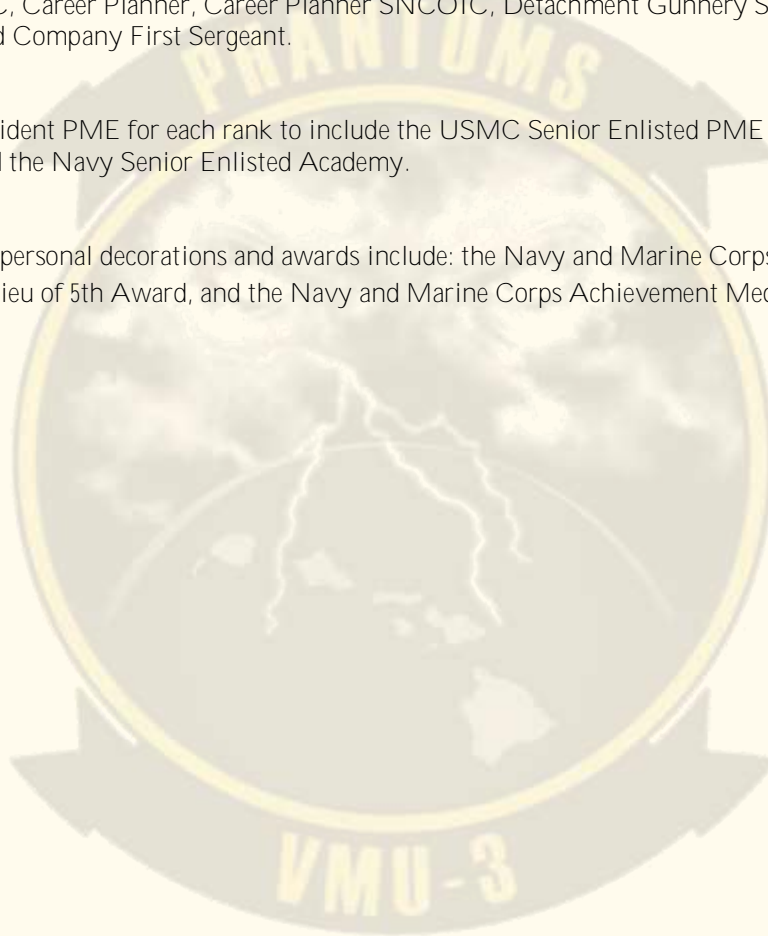 C, Career Planner, Career Planner SNCOIC, Detachment Gunnery S
d Company First Sergeant.
PHANTOMS
ident PME for each rank to include the USMC Senior Enlisted PME
l the Navy Senior Enlisted Academy.
personal decorations and awards include: the Navy and Marine Corps
ieu of 5th Award, and the Navy and Marine Corps Achievement Med
VMU-3